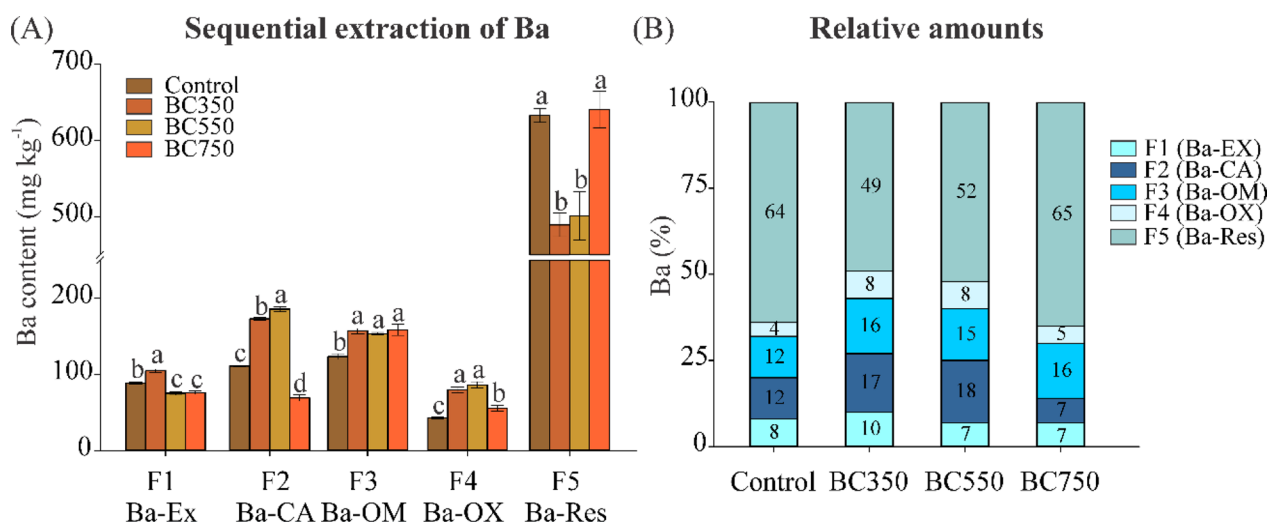 (A)
Sequential extraction of Ba
Ba content (mg kg⁻¹)
700
600
500
200
100
0
Control
BC350
BC550
BC750
b a c c
c b a d
b a a a
c a a b
a b b a
F1 F2 F3 F4 F5
Ba-Ex Ba-CA Ba-OM Ba-OX Ba-Res
(B)
Relative amounts
Ba (%)
100
75
50
25
0
64 49 52 65
4 8 8 5
12 16 15 16
12 17 18 7
8 10 7 7
Control BC350 BC550 BC750
F1 (Ba-EX)
F2 (Ba-CA)
F3 (Ba-OM)
F4 (Ba-OX)
F5 (Ba-Res)